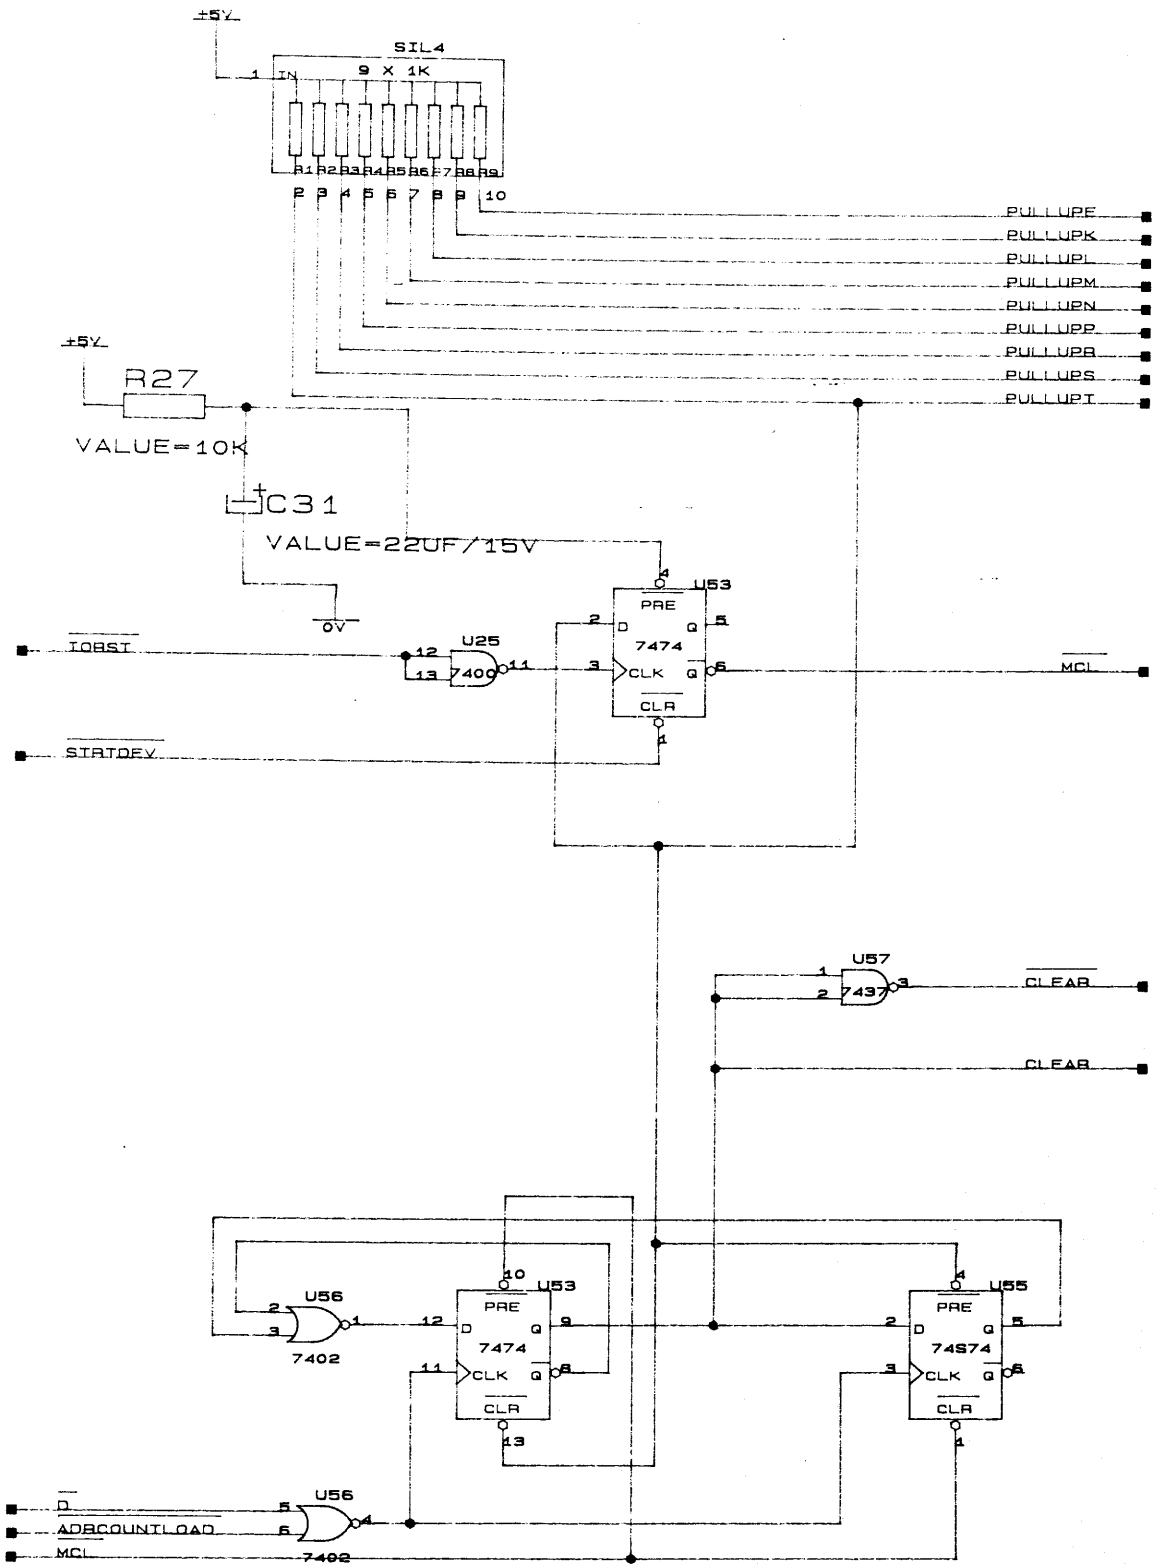 +5V
SIL4
9 X 1K
1 IN
R1 R2 R3 R4 R5 R6 R7 R8 R9
2 3 4 5 6 7 8 9 10
PULLUPE
PULLUPK
PULLUPL
PULLUPM
PULLUPN
PULLUPP
PULLUPR
PULLUPS
PULLUPT
+5V
R27
VALUE=10K
+
C31
VALUE=22UF/15V
0V
4
U53
PRE
2 D Q 5
7474
3 CLK Q 6
CLR
1
IORST
12
13
U25
7400
11
MCL
STRTDEV
U57
1
2
7437
3
CLEAR
CLEAR
10
U53
PRE
12 D Q 9
7474
11 CLK Q 8
CLR
13
U56
2
3
1
7402
4
U55
PRE
2 D Q 5
74S74
3 CLK Q 6
CLR
1
U56
D 5
ADRCOUNTLOAD 6
4
MCL
7402